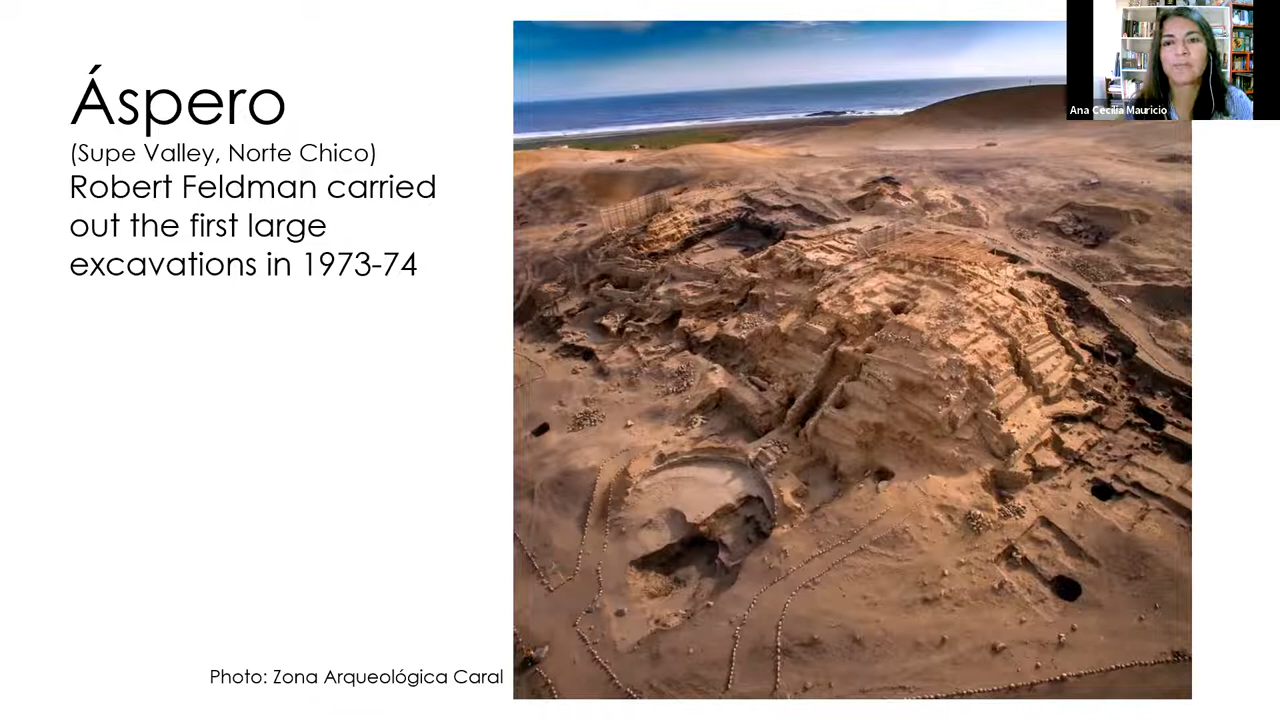 Áspero
(Supe Valley, Norte Chico)
Robert Feldman carried
out the first large
excavations in 1973-74
Photo: Zona Arqueológica Caral
Ana Cecilia Mauricio